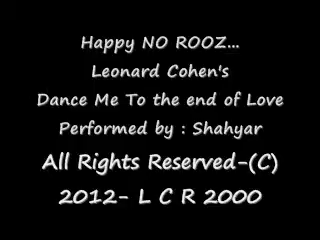 Happy NO ROOZ...
Leonard Cohen's
Dance Me To the end of Love
Performed by : Shahyar
All Rights Reserved-(C)
2012- L C R 2000